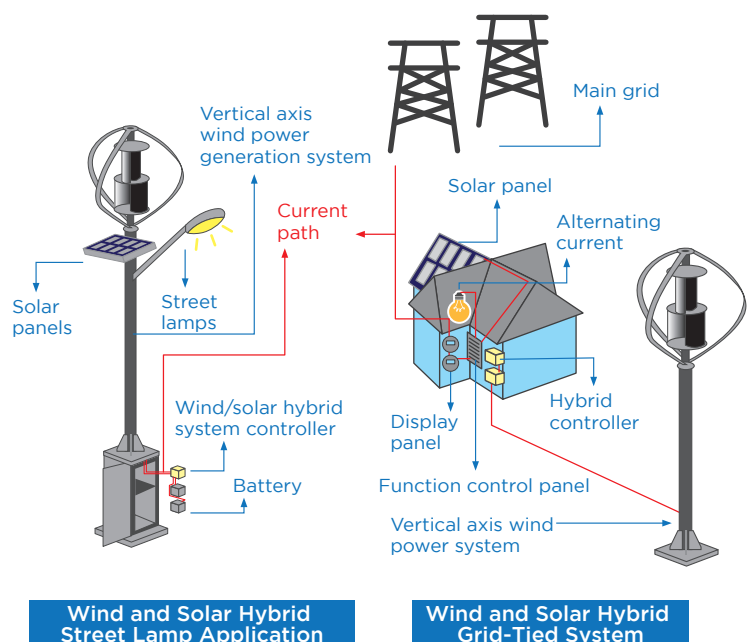 Vertical axis
wind power
generation system
Current
path
Solar
panels
Street
lamps
Wind/solar hybrid
system controller
Battery
Wind and Solar Hybrid
Street Lamp Application
Main grid
Solar panel
Alternating
current
Display
panel
Hybrid
controller
Function control panel
Vertical axis wind
power system
Wind and Solar Hybrid
Grid-Tied System